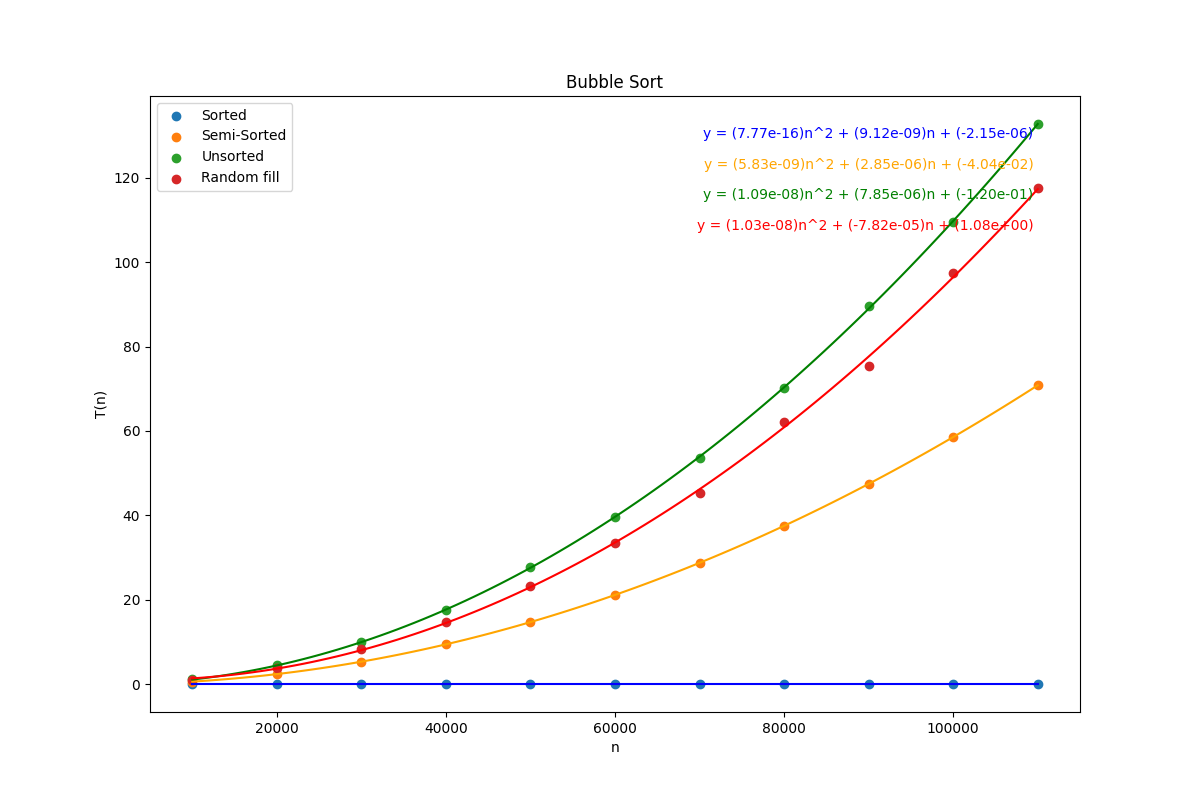 Bubble Sort
Sorted
Semi-Sorted
Unsorted
Random fill
y = (7.77e-16)n^2 + (9.12e-09)n + (-2.15e-06)
y = (5.83e-09)n^2 + (2.85e-06)n + (-4.04e-02)
y = (1.09e-08)n^2 + (7.85e-06)n + (-1.20e-01)
y = (1.03e-08)n^2 + (-7.82e-05)n + (1.08e+00)
120
100
80
60
40
20
0
T(n)
20000
40000
60000
80000
100000
n